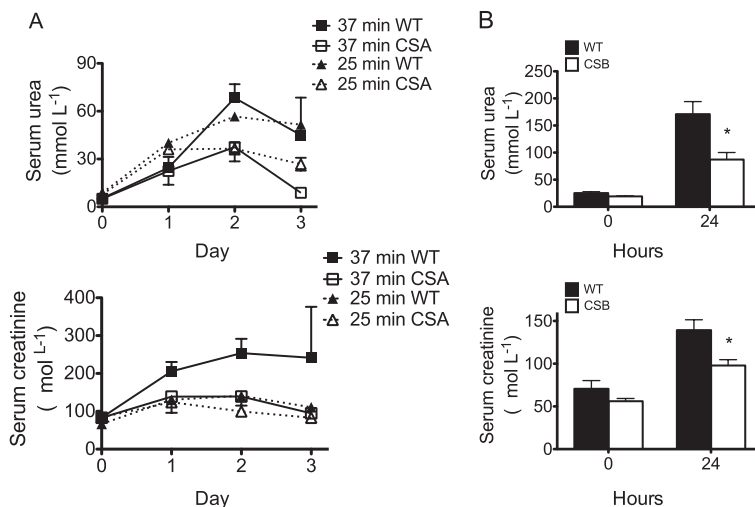 A
37 min WT
37 min CSA
25 min WT
25 min CSA
Serum urea
(mmol L-1)
90
60
30
0
0 1 2 3
Day
37 min WT
37 min CSA
25 min WT
25 min CSA
Serum creatinine
( mol L-1)
400
300
200
100
0
0 1 2 3
Day
B
WT
CSB
Serum urea
(mmol L-1)
250
200
150
100
50
0
*
0 24
Hours
WT
CSB
Serum creatinine
( mol L-1)
150
100
50
0
*
0 24
Hours